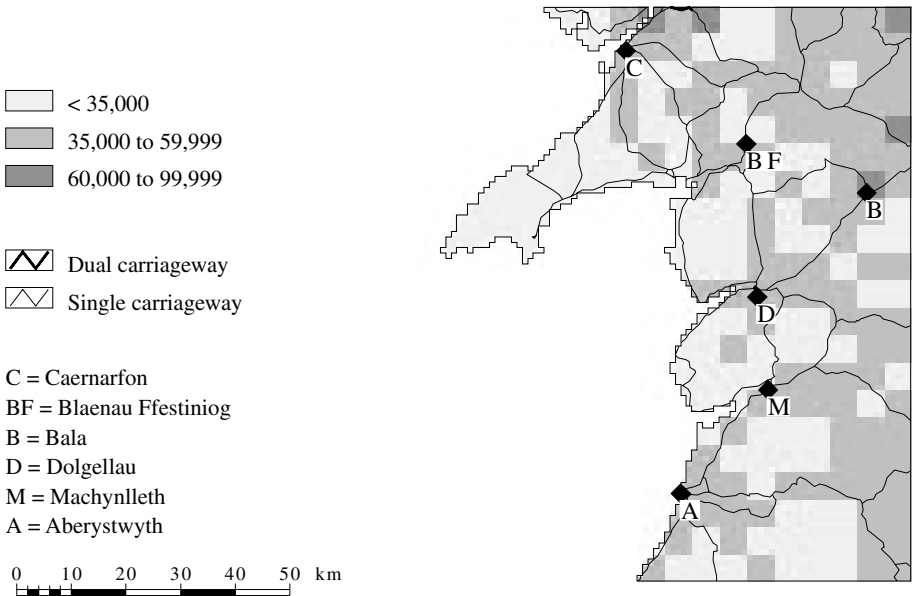 < 35,000
35,000 to 59,999
60,000 to 99,999
Dual carriageway
Single carriageway
C = Caernarfon
BF = Blaenau Ffestiniog
B = Bala
D = Dolgellau
M = Machynlleth
A = Aberystwyth
0 10 20 30 40 50 km
C
B F
B
D
M
A